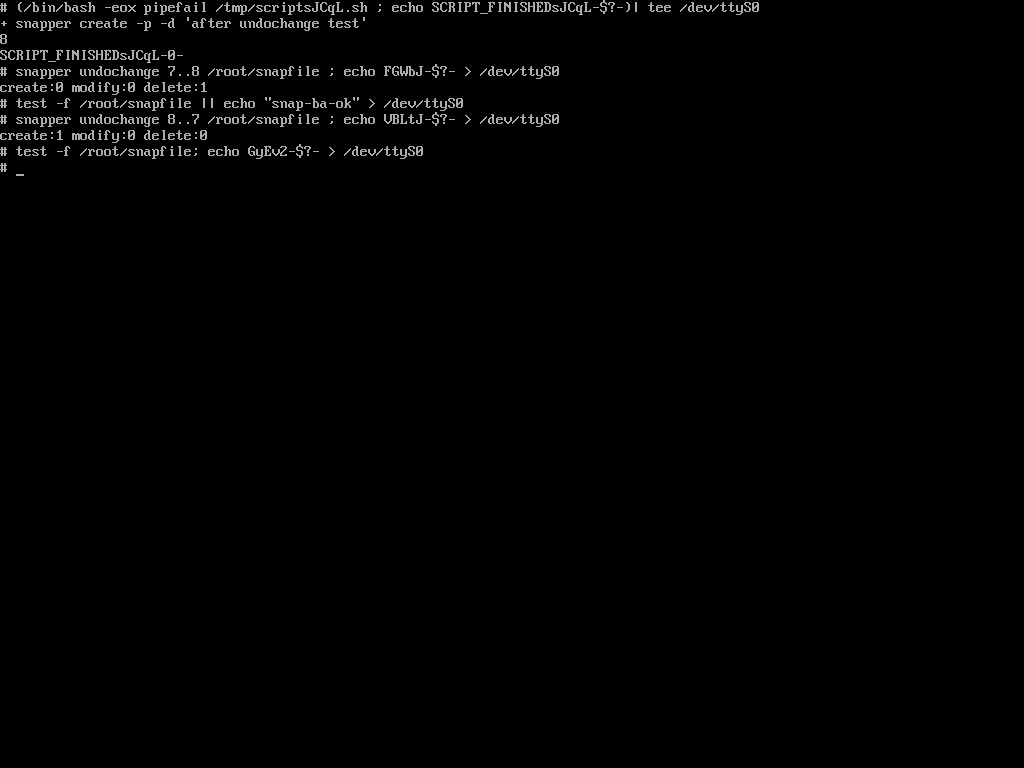 # (/bin/bash -eox pipefail /tmp/scriptsJCqL.sh ; echo SCRIPT_FINISHEDsJCqL-$?-)| tee /dev/ttyS0
+ snapper create -p -d 'after undochange test'
8
SCRIPT_FINISHEDsJCqL-0-
# snapper undochange 7..8 /root/snapfile ; echo FGWbJ-$?- > /dev/ttyS0
create:0 modify:0 delete:1
# test -f /root/snapfile || echo "snap-ba-ok" > /dev/ttyS0
# snapper undochange 8..7 /root/snapfile ; echo VBLtJ-$?- > /dev/ttyS0
create:1 modify:0 delete:0
# test -f /root/snapfile; echo GyEvZ-$?- > /dev/ttyS0
# _